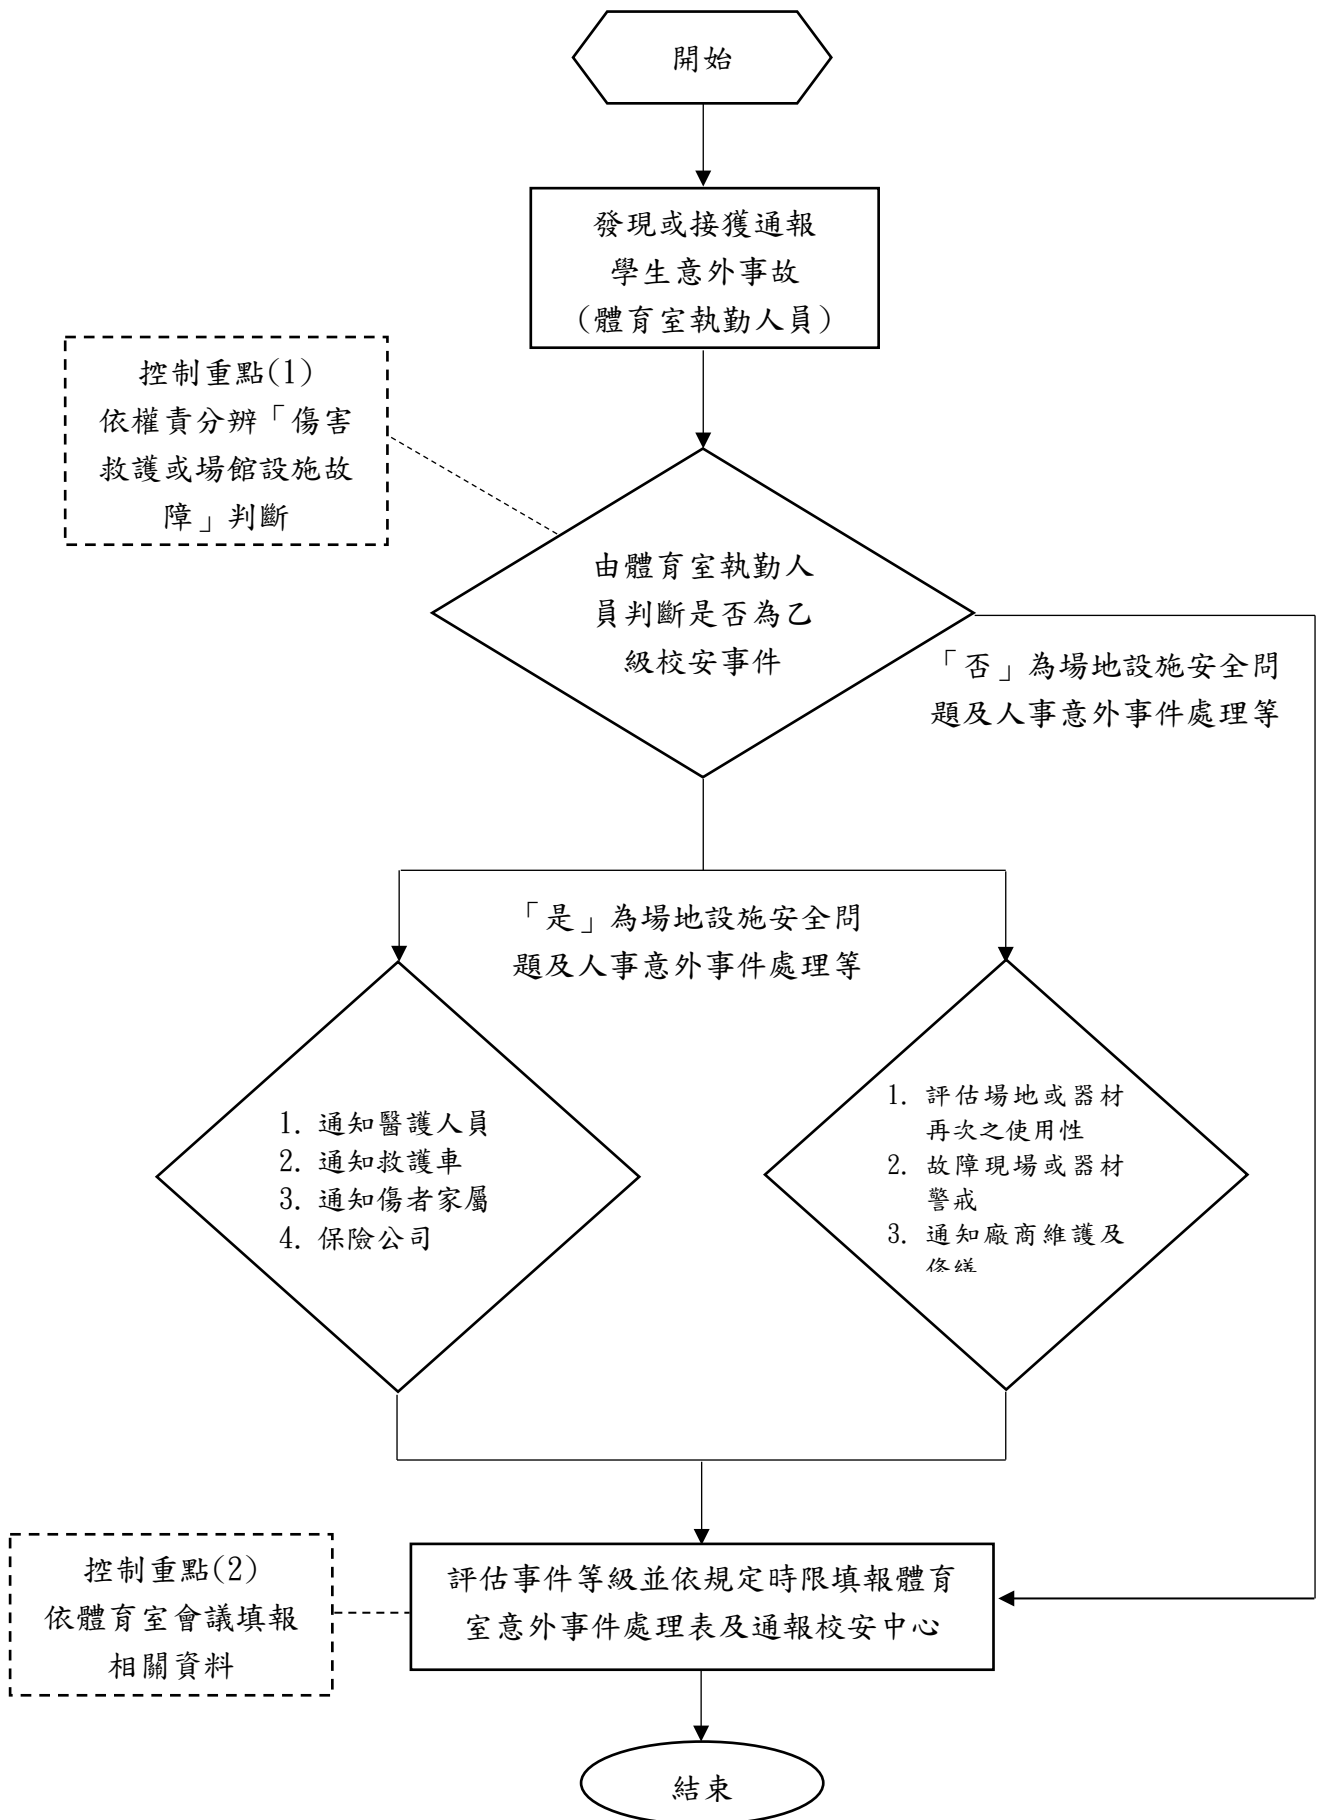 開始
發現或接獲通報
學生意外事故
(體育室執勤人員)
控制重點(1)
依權責分辨「傷害
救護或場館設施故
障」判斷
由體育室執勤人
員判斷是否為乙
級校安事件
「否」為場地設施安全問
題及人事意外事件處理等
「是」為場地設施安全問
題及人事意外事件處理等
1. 通知醫護人員
2. 通知救護車
3. 通知傷者家屬
4. 保險公司
1. 評估場地或器材
再次之使用性
2. 故障現場或器材
警戒
3. 通知廠商維護及
修繕
控制重點(2)
依體育室會議填報
相關資料
評估事件等級並依規定時限填報體育
室意外事件處理表及通報校安中心
結束